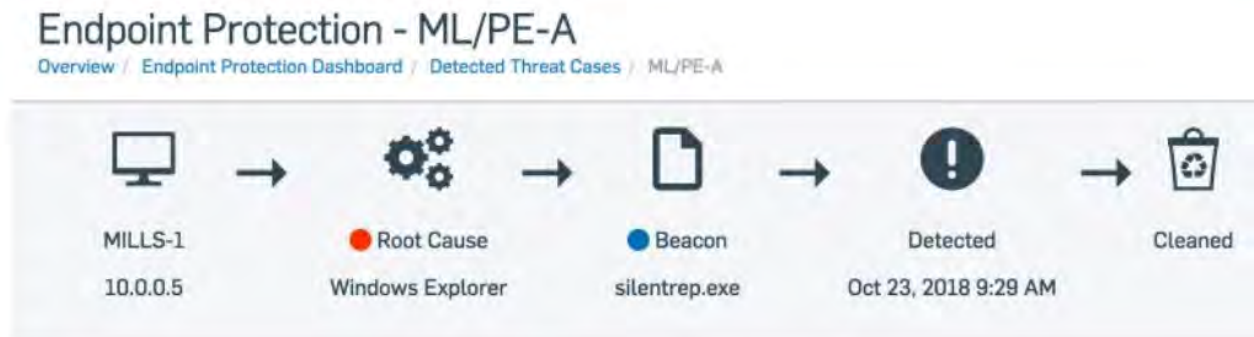 Endpoint Protection - ML/PE-A
Overview / Endpoint Protection Dashboard / Detected Threat Cases / ML/PE-A
MILLS-1
Root Cause
Beacon
Detected
Cleaned
10.0.0.5
Windows Explorer
silentrep.exe
Oct 23, 2018 9:29 AM